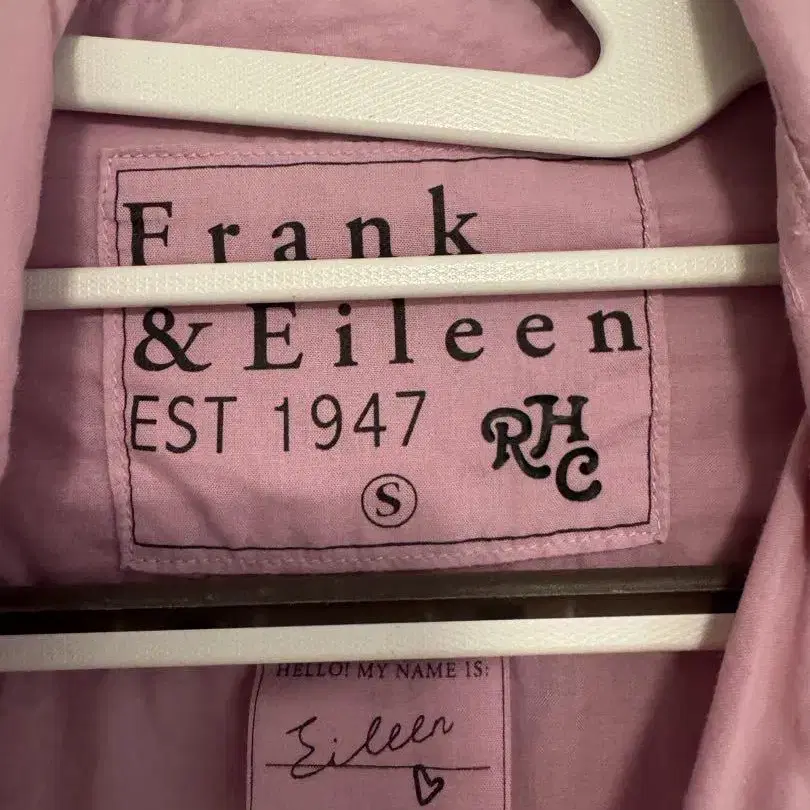 Frank
& Eileen
EST 1947
RHC
S
HELLO! MY NAME IS:
Eileen